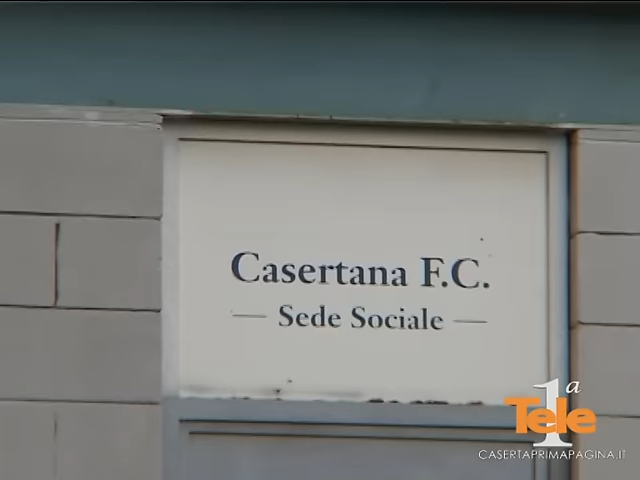 Casertana F.C.
— Sede Sociale —
Tele 1ª
CASERTAPRIMAPAGINA.IT